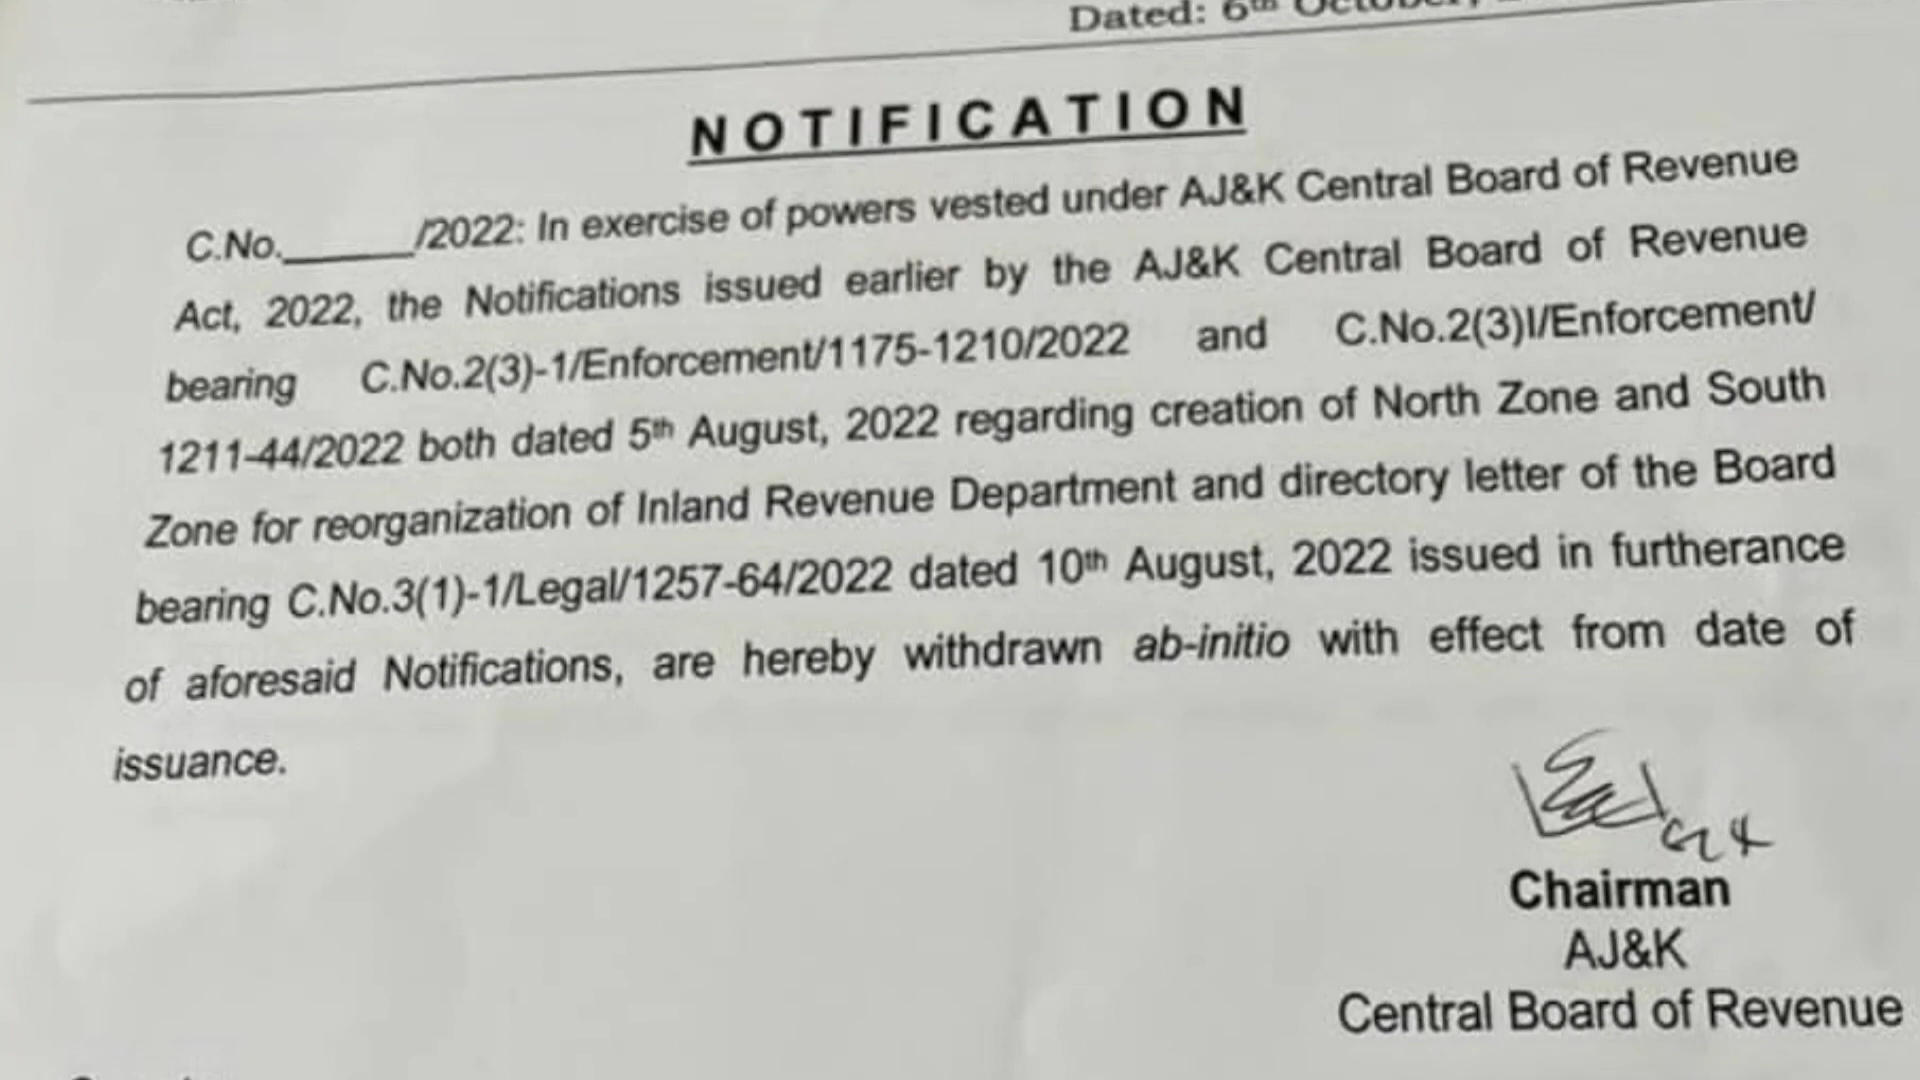 Dated: 6th October,
NOTIFICATION
C.No.______/2022: In exercise of powers vested under AJ&K Central Board of Revenue
Act, 2022, the Notifications issued earlier by the AJ&K Central Board of Revenue
bearing C.No.2(3)-1/Enforcement/1175-1210/2022 and C.No.2(3)I/Enforcement/
1211-44/2022 both dated 5th August, 2022 regarding creation of North Zone and South
Zone for reorganization of Inland Revenue Department and directory letter of the Board
bearing C.No.3(1)-1/Legal/1257-64/2022 dated 10th August, 2022 issued in furtherance
of aforesaid Notifications, are hereby withdrawn ab-initio with effect from date of
issuance.
Chairman
AJ&K
Central Board of Revenue